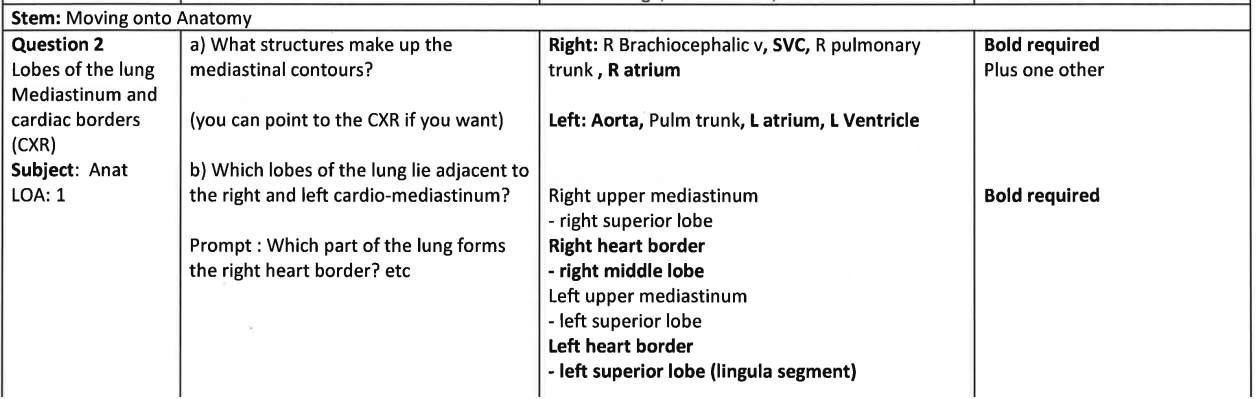 Stem: Moving onto Anatomy
Question 2
Lobes of the lung
Mediastinum and
cardiac borders
(CXR)
Subject: Anat
LOA: 1
a) What structures make up the
mediastinal contours?
(you can point to the CXR if you want)
b) Which lobes of the lung lie adjacent to
the right and left cardio-mediastinum?
Prompt : Which part of the lung forms
the right heart border? etc
Right: R Brachiocephalic v, SVC, R pulmonary
trunk , R atrium
Left: Aorta, Pulm trunk, L atrium, L Ventricle
Right upper mediastinum
- right superior lobe
Right heart border
- right middle lobe
Left upper mediastinum
- left superior lobe
Left heart border
- left superior lobe (lingula segment)
Bold required
Plus one other
Bold required